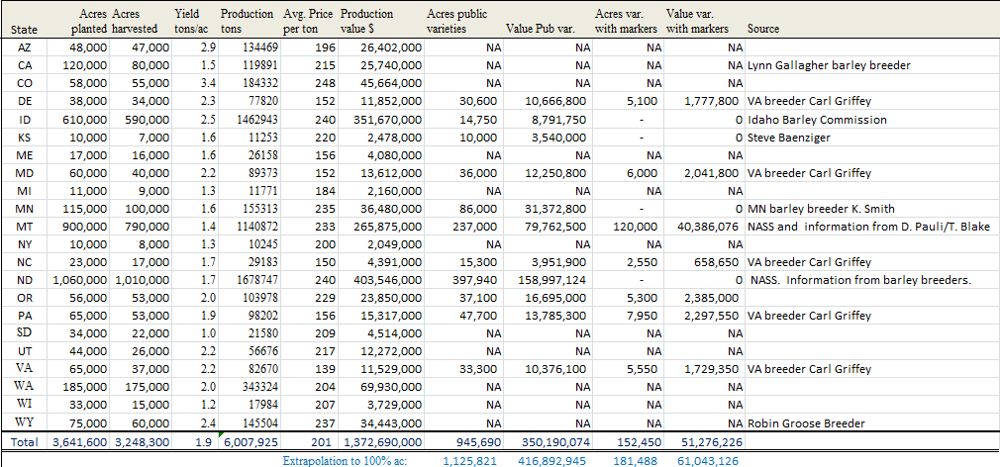 Acres Acres Yield Production Avg. Price Production Acres public Acres var. Value var.
State planted harvested tons/ac tons per ton value $ varieties Value Pub var. with markers with markers Source
AZ 48,000 47,000 2.9 134469 196 26,402,000 NA NA NA NA
CA 120,000 80,000 1.5 119891 215 25,740,000 NA NA NA NA Lynn Gallagher barley breeder
CO 58,000 55,000 3.4 184332 248 45,664,000 NA NA NA NA
DE 38,000 34,000 2.3 77820 152 11,852,000 30,600 10,666,800 5,100 1,777,800 VA breeder Carl Griffey
ID 610,000 590,000 2.5 1462943 240 351,670,000 14,750 8,791,750 - 0 Idaho Barley Commission
KS 10,000 7,000 1.6 11253 220 2,478,000 10,000 3,540,000 - 0 Steve Baenziger
ME 17,000 16,000 1.6 26158 156 4,080,000 NA NA NA NA
MD 60,000 40,000 2.2 89373 152 13,612,000 36,000 12,250,800 6,000 2,041,800 VA breeder Carl Griffey
MI 11,000 9,000 1.3 11771 184 2,160,000 NA NA NA NA
MN 115,000 100,000 1.6 155313 235 36,480,000 86,000 31,372,800 - 0 MN barley breeder K. Smith
MT 900,000 790,000 1.4 1140872 233 265,875,000 237,000 79,762,500 120,000 40,386,076 NASS and information from D. Pauli/T. Blake
NY 10,000 8,000 1.3 10245 200 2,049,000 NA NA NA NA
NC 23,000 17,000 1.7 29183 150 4,391,000 15,300 3,951,900 2,550 658,650 VA breeder Carl Griffey
ND 1,060,000 1,010,000 1.7 1678747 240 403,546,000 397,940 158,997,124 - 0 NASS. Information from barley breeders.
OR 56,000 53,000 2.0 103978 229 23,850,000 37,100 16,695,000 5,300 2,385,000
PA 65,000 53,000 1.9 98202 156 15,317,000 47,700 13,785,300 7,950 2,297,550 VA breeder Carl Griffey
SD 34,000 22,000 1.0 21580 209 4,514,000 NA NA NA NA
UT 44,000 26,000 2.2 56676 217 12,272,000 NA NA NA NA
VA 65,000 37,000 2.2 82670 139 11,529,000 33,300 10,376,100 5,550 1,729,350 VA breeder Carl Griffey
WA 185,000 175,000 2.0 343324 204 69,930,000 NA NA NA NA
WI 33,000 15,000 1.2 17984 207 3,729,000 NA NA NA NA
WY 75,000 60,000 2.4 145504 237 34,443,000 NA NA NA NA Robin Groose Breeder
Total 3,641,600 3,248,300 1.9 6,007,925 201 1,372,690,000 945,690 350,190,074 152,450 51,276,226
Extrapolation to 100% ac: 1,125,821 416,892,945 181,488 61,043,126